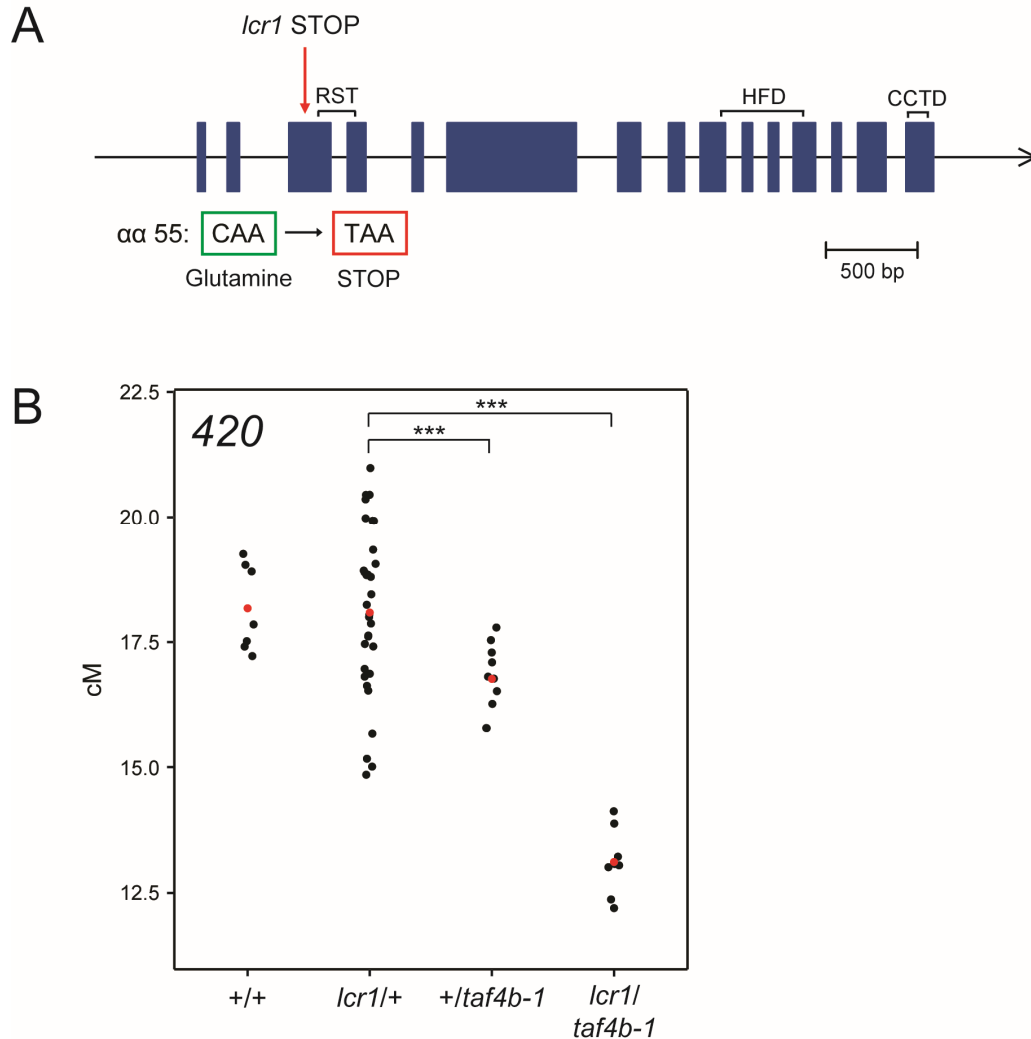 A
lcr1 STOP
RST
HFD
CCTD
αα 55: CAA TAA
Glutamine STOP
500 bp
B
420
***
***
22.5
20.0
17.5
15.0
12.5
cM
+/+ lcr1/+ +/taf4b-1 lcr1/
taf4b-1